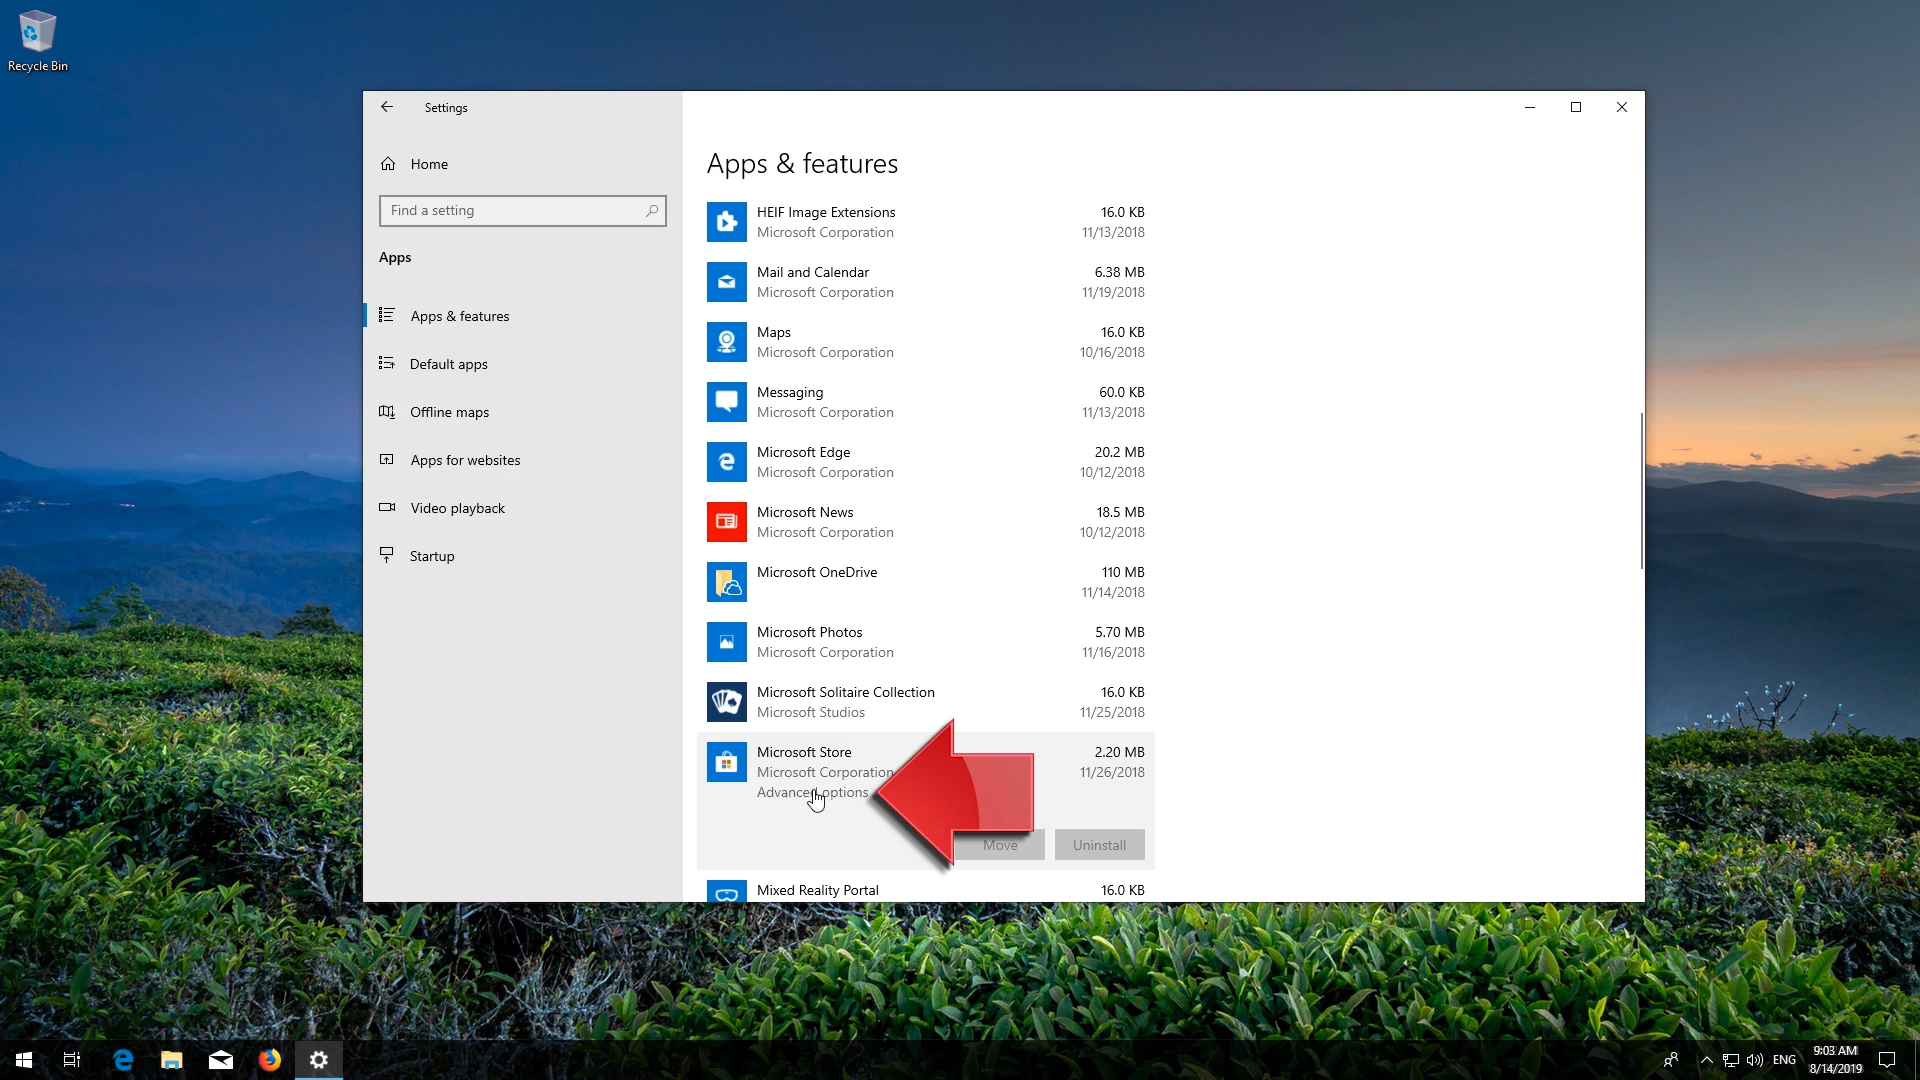 Recycle Bin
Settings
Home
Find a setting
Apps
Apps & features
Default apps
Offline maps
Apps for websites
Video playback
Startup
Apps & features
HEIF Image Extensions 16.0 KB
Microsoft Corporation 11/13/2018
Mail and Calendar 6.38 MB
Microsoft Corporation 11/19/2018
Maps 16.0 KB
Microsoft Corporation 10/16/2018
Messaging 60.0 KB
Microsoft Corporation 11/13/2018
Microsoft Edge 20.2 MB
Microsoft Corporation 10/12/2018
Microsoft News 18.5 MB
Microsoft Corporation 10/12/2018
Microsoft OneDrive 110 MB
11/14/2018
Microsoft Photos 5.70 MB
Microsoft Corporation 11/16/2018
Microsoft Solitaire Collection 16.0 KB
Microsoft Studios 11/25/2018
Microsoft Store 2.20 MB
Microsoft Corporation 11/26/2018
Advanced options
Move Uninstall
Mixed Reality Portal 16.0 KB
ENG
9:03 AM
8/14/2019